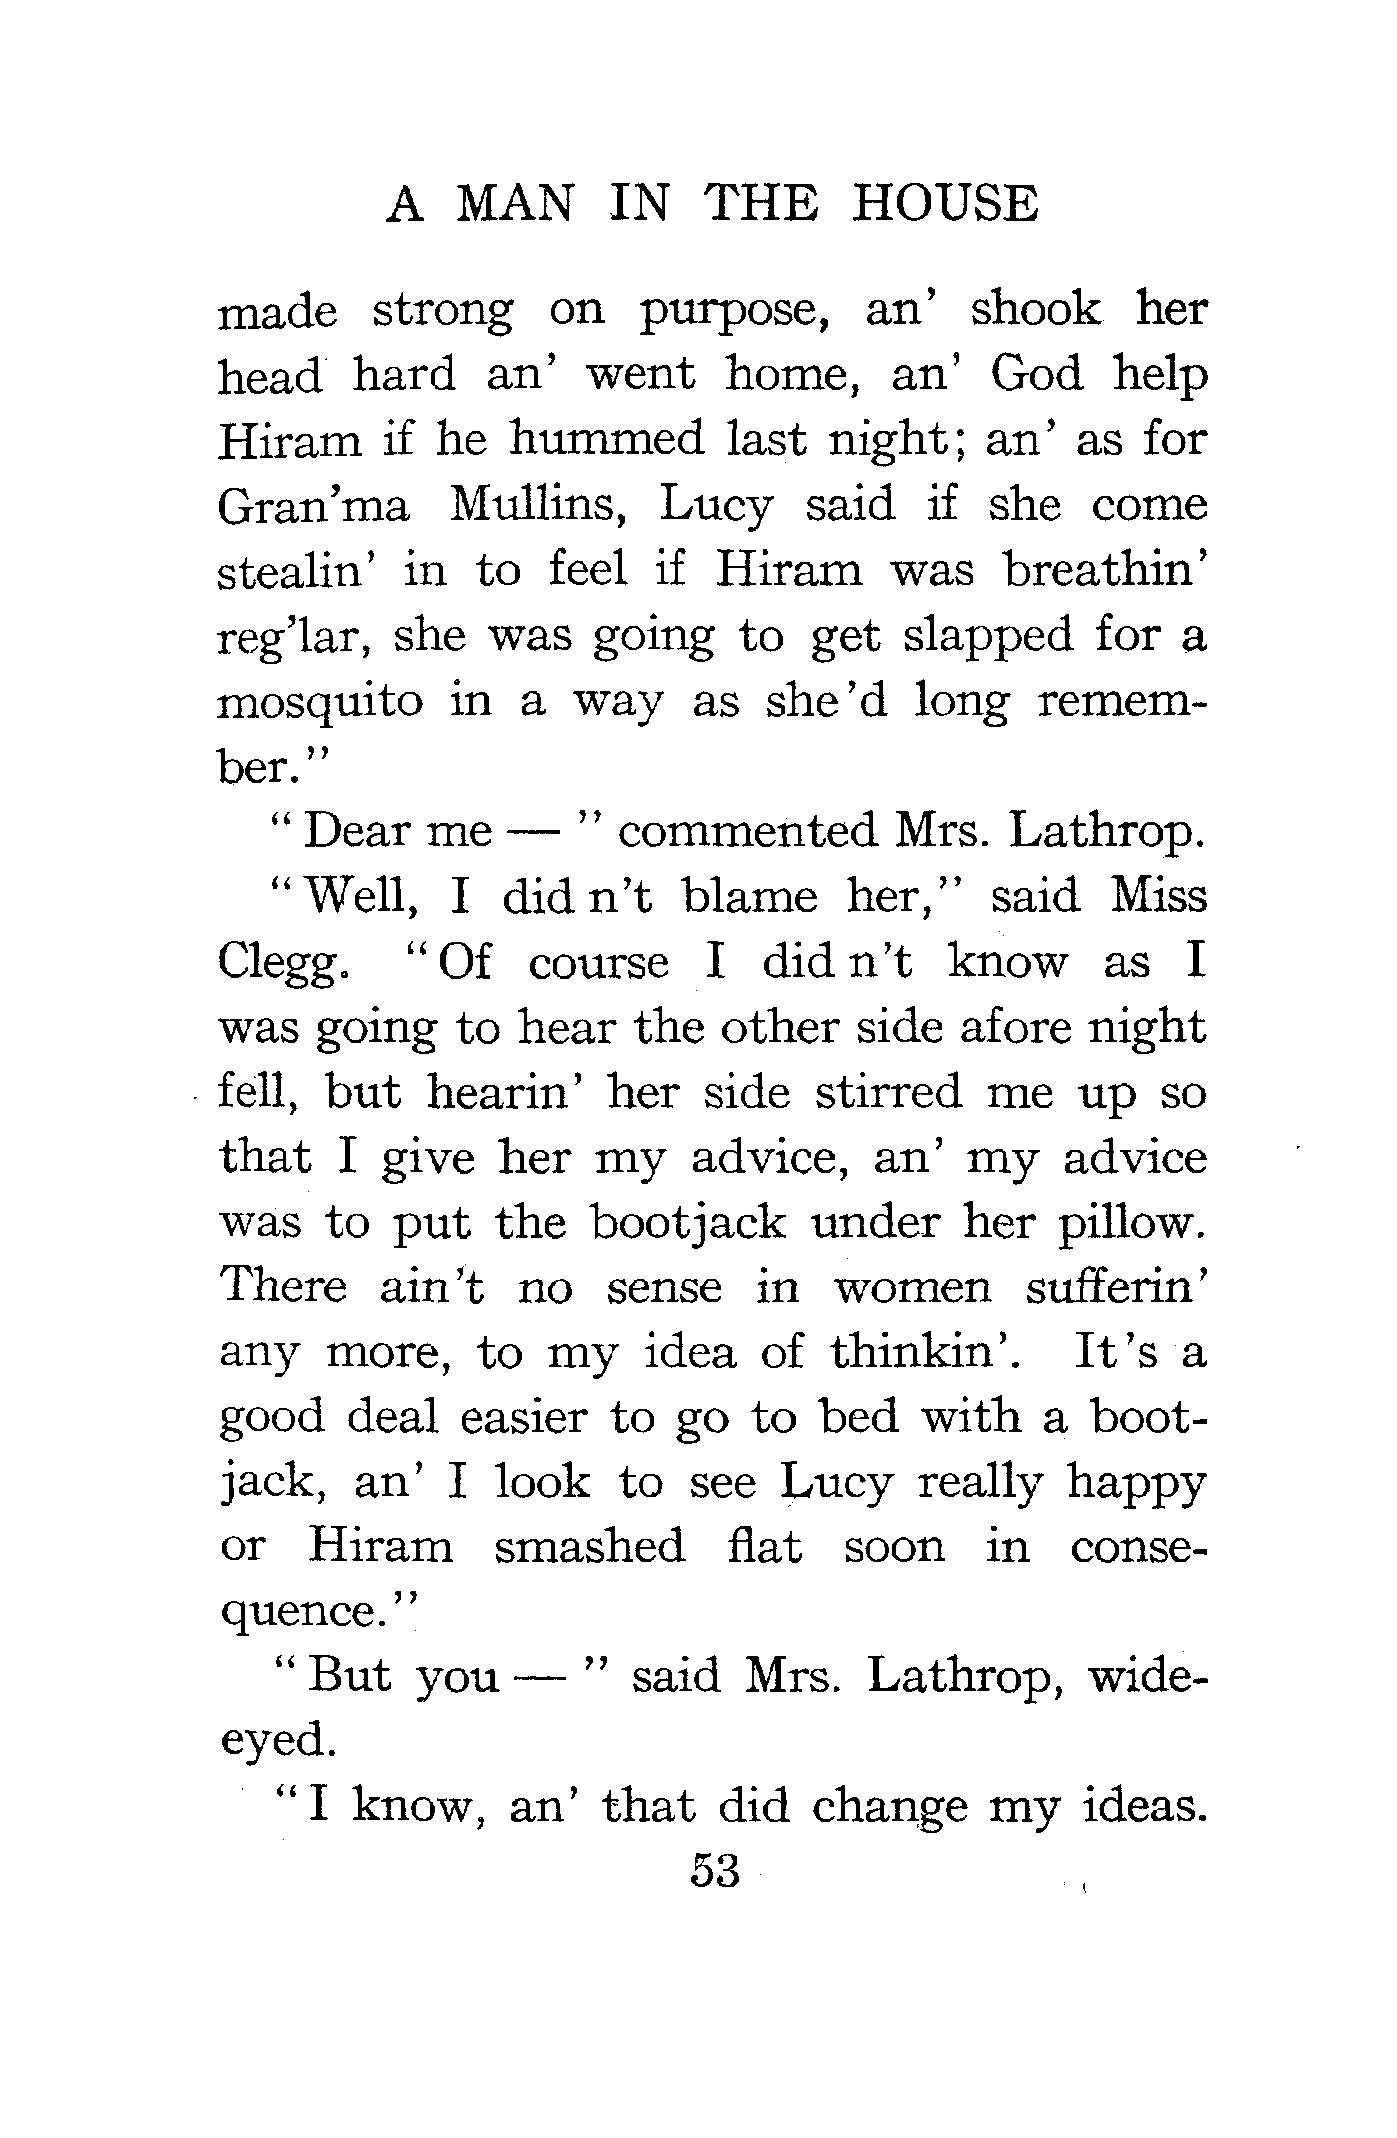 A MAN IN THE HOUSE
made strong on purpose, an' shook her
head hard an' went home, an' God help
Hiram if he hummed last night; an' as for
Gran'ma Mullins, Lucy said if she come
stealin' in to feel if Hiram was breathin'
reg'lar, she was going to get slapped for a
mosquito in a way as she'd long remem-
ber."
"Dear me — " commented Mrs. Lathrop.
"Well, I did n't blame her," said Miss
Clegg. "Of course I did n't know as I
was going to hear the other side afore night
fell, but hearin' her side stirred me up so
that I give her my advice, an' my advice
was to put the bootjack under her pillow.
There ain't no sense in women sufferin'
any more, to my idea of thinkin'. It's a
good deal easier to go to bed with a boot-
jack, an' I look to see Lucy really happy
or Hiram smashed flat soon in conse-
quence."
"But you — " said Mrs. Lathrop, wide-
eyed.
"I know, an' that did change my ideas.
53